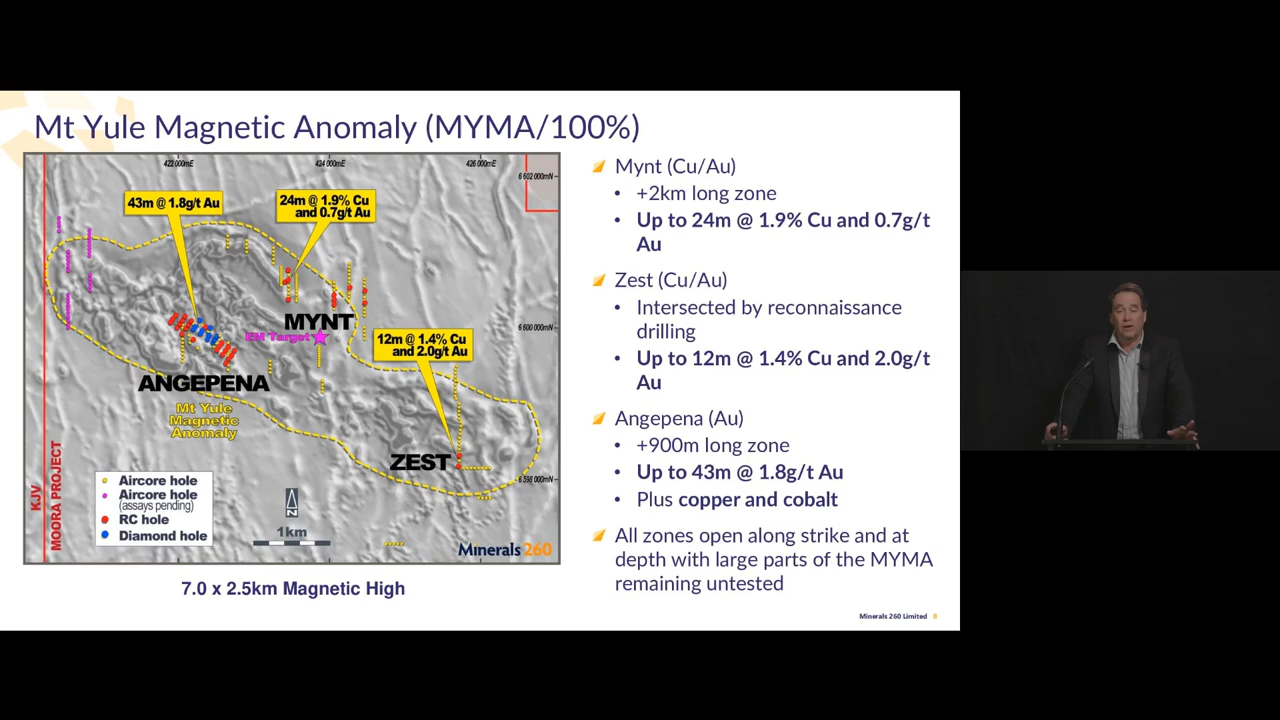 Mt Yule Magnetic Anomaly (MYMA/100%)
422 000mE
424 000mE
426 000mE
6 602 000mN
43m @ 1.8g/t Au
24m @ 1.9% Cu
and 0.7g/t Au
MYNT
EM Target
6 600 000mN
12m @ 1.4% Cu
and 2.0g/t Au
ANGEPENA
Mt Yule
Magnetic
Anomaly
ZEST
6 598 000mN
KJV
MOORA PROJECT
Aircore hole
Aircore hole
(assays pending)
RC hole
Diamond hole
N
1km
Minerals 260
7.0 x 2.5km Magnetic High
Mynt (Cu/Au)
• +2km long zone
• Up to 24m @ 1.9% Cu and 0.7g/t
Au
Zest (Cu/Au)
• Intersected by reconnaissance
drilling
• Up to 12m @ 1.4% Cu and 2.0g/t
Au
Angepena (Au)
• +900m long zone
• Up to 43m @ 1.8g/t Au
• Plus copper and cobalt
All zones open along strike and at
depth with large parts of the MYMA
remaining untested
Minerals 260 Limited